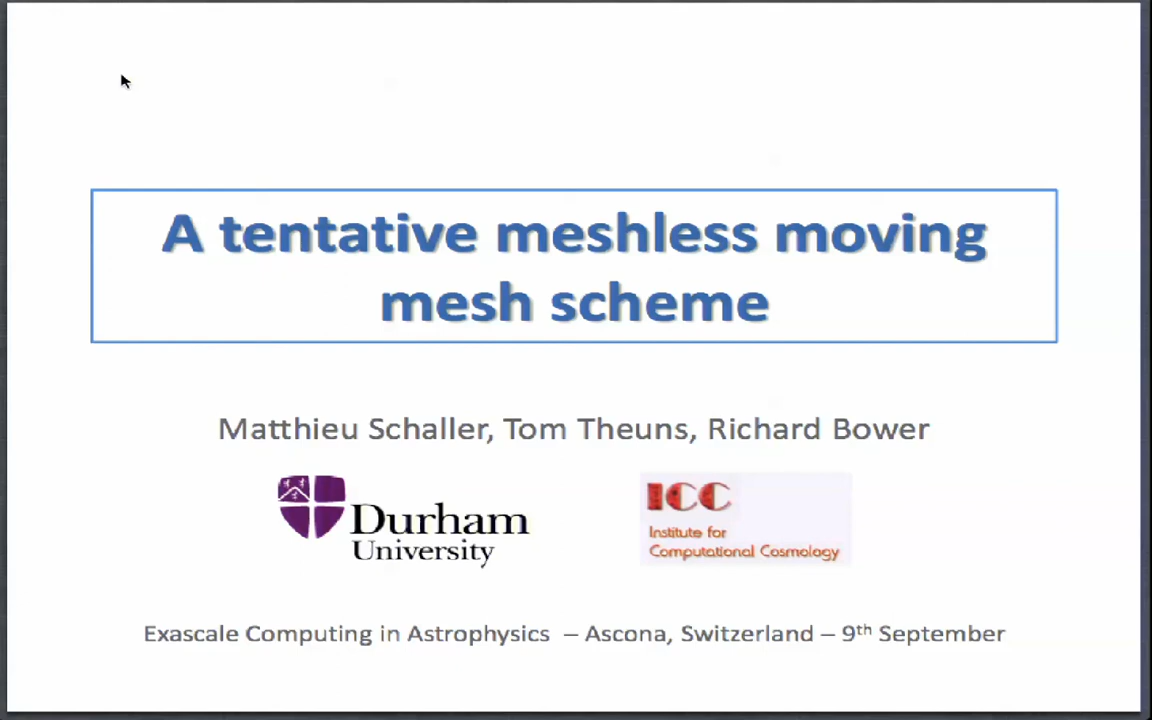 A tentative meshless moving
mesh scheme
Matthieu Schaller, Tom Theuns, Richard Bower
Durham
University
ICC
Institute for
Computational Cosmology
Exascale Computing in Astrophysics – Ascona, Switzerland – 9th September